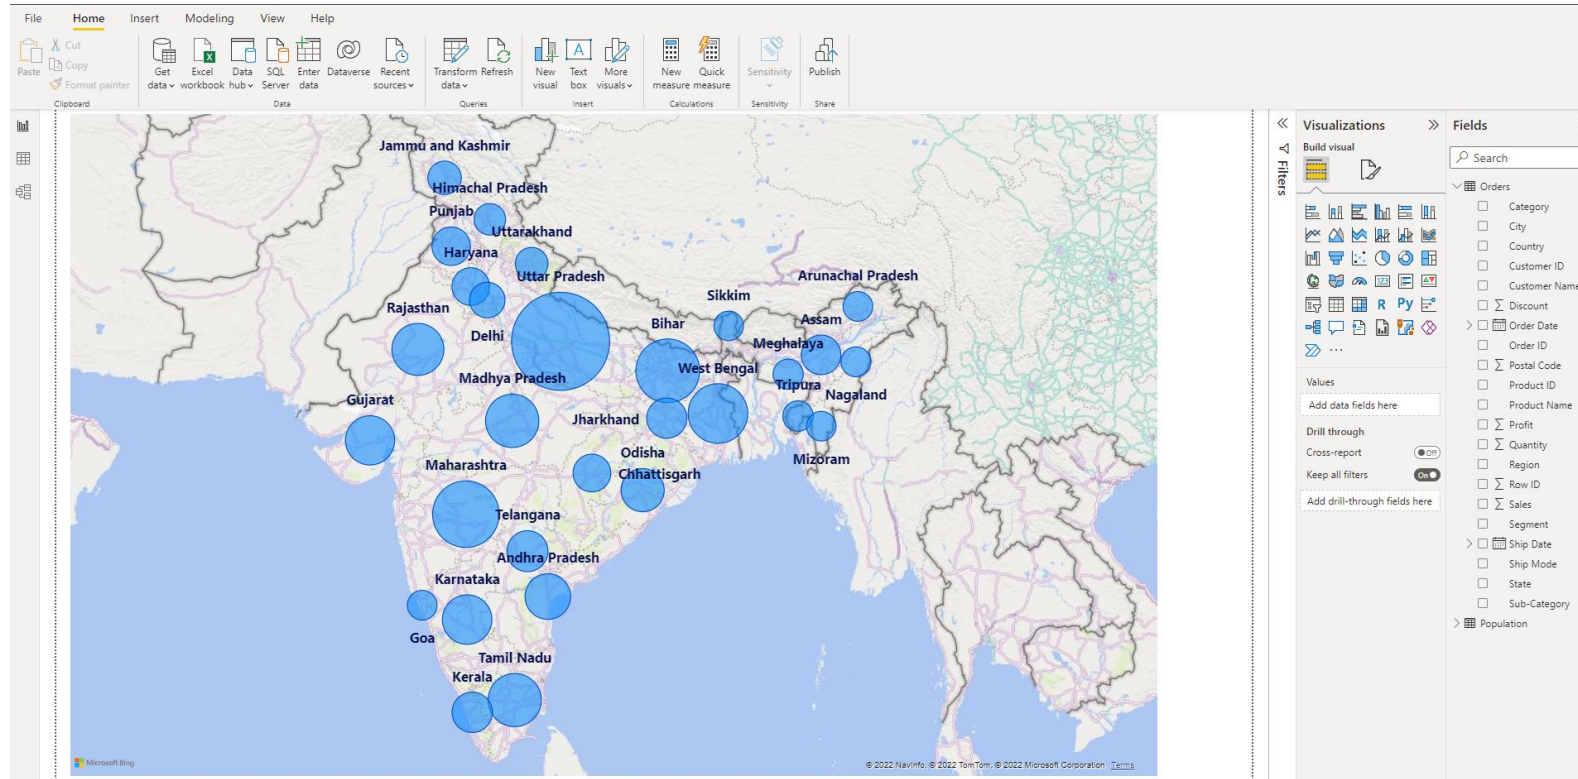 File Home Insert Modeling View Help
Paste
Cut
Copy
Format painter
Clipboard
Get data
Excel workbook
Data hub
SQL Server
Enter data
Dataverse
Recent sources
Data
Transform data
Refresh
Queries
New visual
Text box
More visuals
Insert
New measure
Quick measure
Calculations
Sensitivity
Sensitivity
Publish
Share
Jammu and Kashmir
Himachal Pradesh
Punjab
Uttarakhand
Haryana
Uttar Pradesh
Arunachal Pradesh
Sikkim
Rajasthan
Bihar
Assam
Delhi
Meghalaya
West Bengal
Madhya Pradesh
Tripura
Nagaland
Gujarat
Jharkhand
Odisha
Mizoram
Maharashtra
Chhattisgarh
Telangana
Andhra Pradesh
Karnataka
Goa
Tamil Nadu
Kerala
Microsoft Bing
© 2022 NavInfo, © 2022 TomTom, © 2022 Microsoft Corporation Terms
Filters
Visualizations
Build visual
R
Py
123
Values
Add data fields here
Drill through
Cross-report
Off
Keep all filters
On
Add drill-through fields here
Fields
Search
Orders
Category
City
Country
Customer ID
Customer Name
Discount
Order Date
Order ID
Postal Code
Product ID
Product Name
Profit
Quantity
Region
Row ID
Sales
Segment
Ship Date
Ship Mode
State
Sub-Category
Population